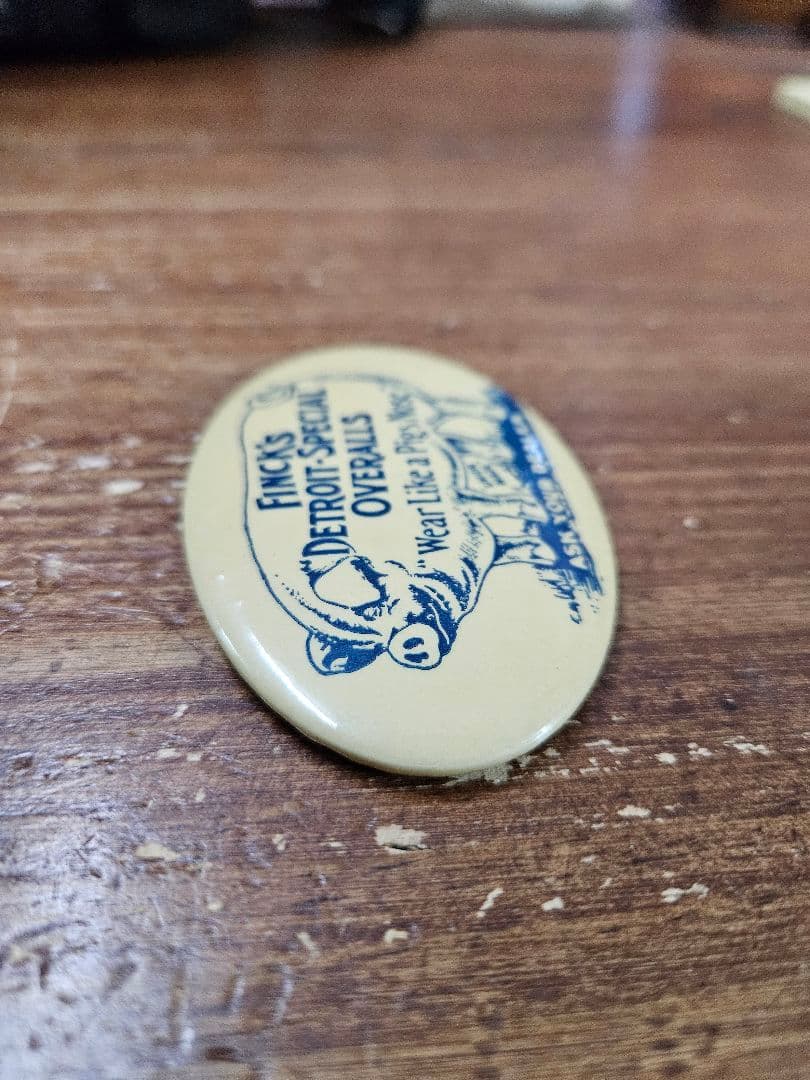 FINCK'S
"DETROIT-SPECIAL"
OVERALLS
"Wear Like a Pig's Nose"
ASK YOUR DEALER